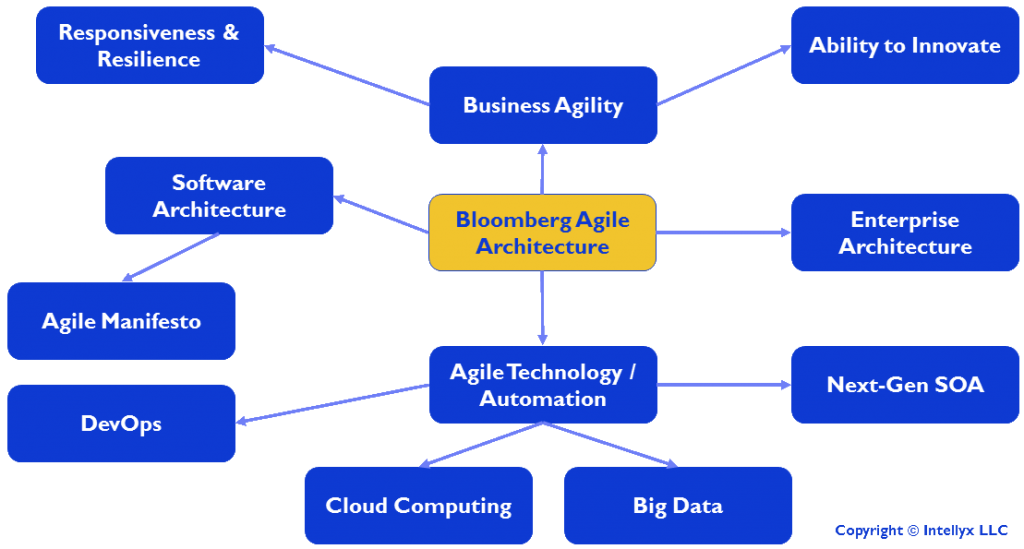 Responsiveness &
Resilience
Ability to Innovate
Business Agility
Software
Architecture
Bloomberg Agile
Architecture
Enterprise
Architecture
Agile Manifesto
Agile Technology /
Automation
Next-Gen SOA
DevOps
Cloud Computing
Big Data
Copyright © Intellyx LLC